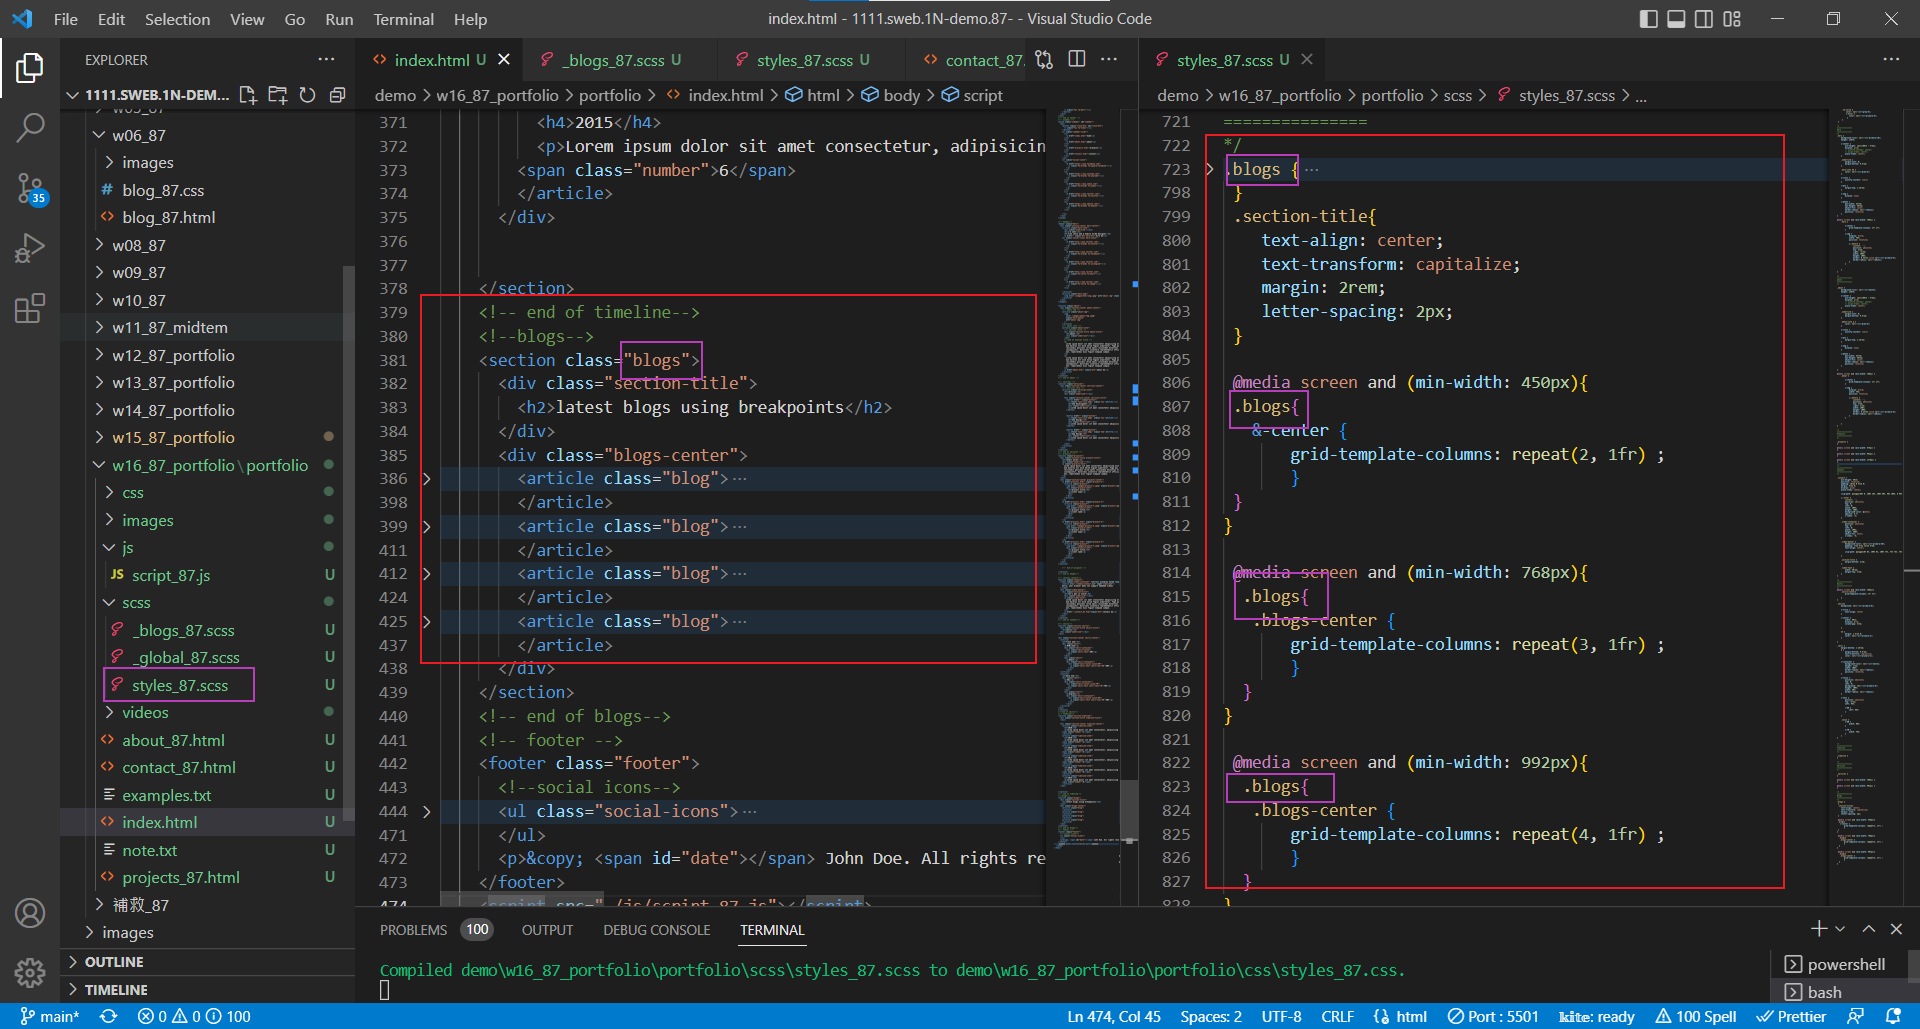 File Edit Selection View Go Run Terminal Help
index.html - 1111.sweb.1N-demo.87- - Visual Studio Code
EXPLORER
1111.SWEB.1N-DEM...
w06_87
images
# blog_87.css
<> blog_87.html
w08_87
w09_87
w10_87
w11_87_midtem
w12_87_portfolio
w13_87_portfolio
w14_87_portfolio
w15_87_portfolio
w16_87_portfolio\portfolio
css
images
js
JS script_87.js U
scss
_blogs_87.scss U
_global_87.scss U
styles_87.scss U
videos
<> about_87.html U
<> contact_87.html U
examples.txt U
<> index.html U
note.txt U
<> projects_87.html U
補救_87
images
OUTLINE
TIMELINE
35
<> index.html U
_blogs_87.scss U
styles_87.scss U
<> contact_87.
demo > w16_87_portfolio > portfolio > <> index.html > html > body > script
371 <h4>2015</h4>
372 <p>Lorem ipsum dolor sit amet consectetur, adipisicin
373 <span class="number">6</span>
374 </article>
375 </div>
376
377
378 </section>
379 <!-- end of timeline-->
380 <!--blogs-->
381 <section class="blogs">
382 <div class="section-title">
383 <h2>latest blogs using breakpoints</h2>
384 </div>
385 <div class="blogs-center">
386 <article class="blog">···
398 </article>
399 <article class="blog">···
411 </article>
412 <article class="blog">···
424 </article>
425 <article class="blog">···
437 </article>
438 </div>
439 </section>
440 <!-- end of blogs-->
441 <!-- footer -->
442 <footer class="footer">
443 <!--social icons-->
444 <ul class="social-icons">···
471 </ul>
472 <p>&copy; <span id="date"></span> John Doe. All rights re
473 </footer>
474 <script src="./js/script_87.js"></script>
styles_87.scss U
demo > w16_87_portfolio > portfolio > scss > styles_87.scss > ...
721 ===============
722 */
723 .blogs { ···
798 }
799 .section-title{
800 text-align: center;
801 text-transform: capitalize;
802 margin: 2rem;
803 letter-spacing: 2px;
804 }
805
806 @media screen and (min-width: 450px){
807 .blogs{
808 &-center {
809 grid-template-columns: repeat(2, 1fr) ;
810 }
811 }
812 }
813
814 @media screen and (min-width: 768px){
815 .blogs{
816 .blogs-center {
817 grid-template-columns: repeat(3, 1fr) ;
818 }
819 }
820 }
821
822 @media screen and (min-width: 992px){
823 .blogs{
824 .blogs-center {
825 grid-template-columns: repeat(4, 1fr) ;
826 }
827 }
828 }
PROBLEMS 100 OUTPUT DEBUG CONSOLE TERMINAL
Compiled demo\w16_87_portfolio\portfolio\scss\styles_87.scss to demo\w16_87_portfolio\portfolio\css\styles_87.css.
powershell
bash
main* 0 0 100
Ln 474, Col 45 Spaces: 2 UTF-8 CRLF html Port : 5501 kite: ready 100 Spell Prettier